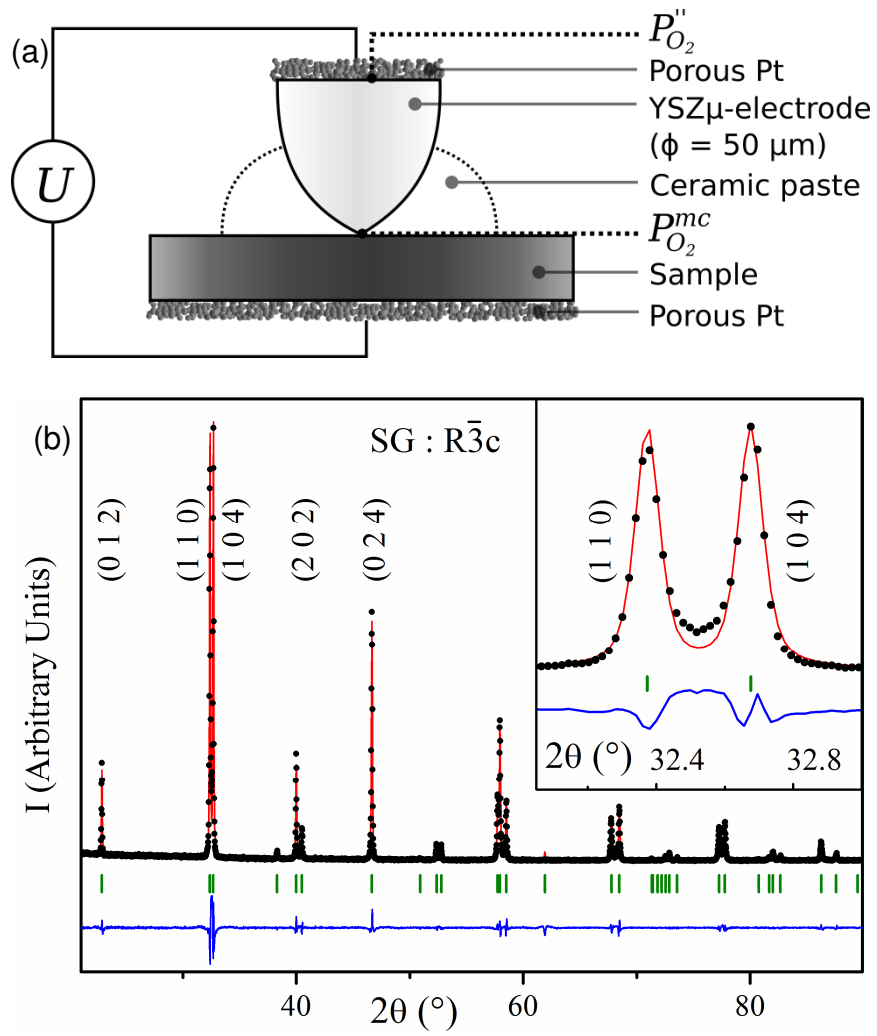 (a)
P''O2
Porous Pt
YSZμ-electrode
(ϕ = 50 μm)
Ceramic paste
PmcO2
Sample
Porous Pt
U
(b)
SG : R3̄c
I (Arbitrary Units)
(0 1 2)
(1 1 0)
(1 0 4)
(2 0 2)
(0 2 4)
(1 1 0)
(1 0 4)
2θ (°)
32.4
32.8
40
2θ (°)
60
80